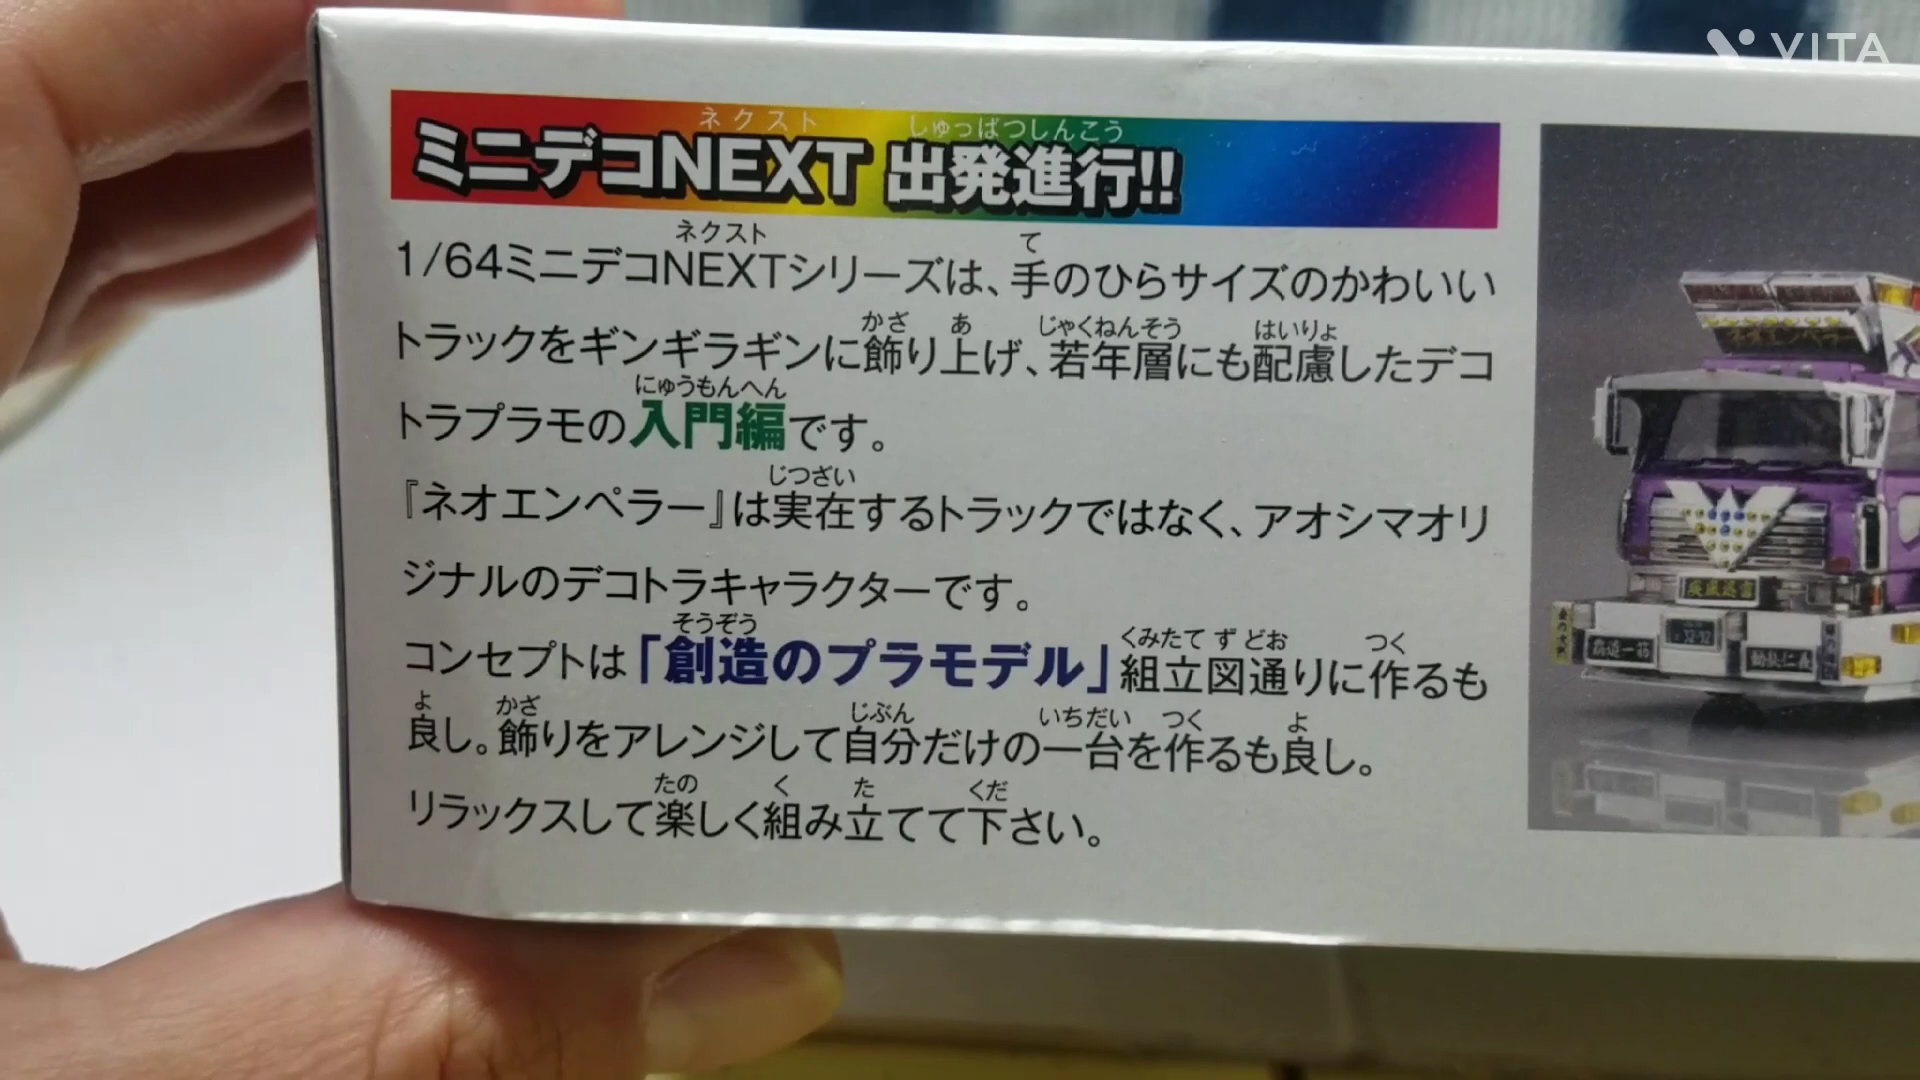 VITA
ネクスト しゅっぱつしんこう
ミニデコNEXT 出発進行!!
ネクスト て
1/64ミニデコNEXTシリーズは、手のひらサイズのかわいい
かざ あ じゃくねんそう はいりょ
トラックをギンギラギンに飾り上げ、若年層にも配慮したデコ
にゅうもんへん
トラプラモの入門編です。
じつざい
『ネオエンペラー』は実在するトラックではなく、アオシマオリ
ジナルのデコトラキャラクターです。
そうぞう くみたて ず どお つく
コンセプトは「創造のプラモデル」組立図通りに作るも
よ かざ じぶん いちだい つく よ
良し。飾りをアレンジして自分だけの一台を作るも良し。
たの く た くだ
リラックスして楽しく組み立てて下さい。
ネオエンペラー